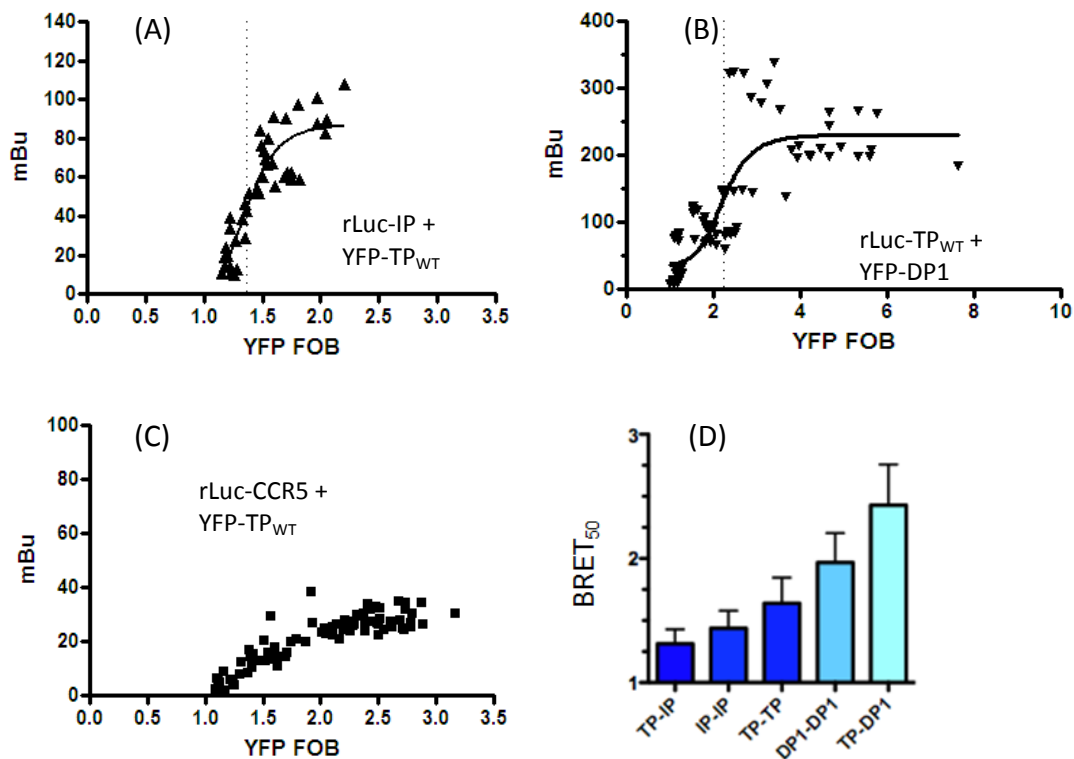 (A)
140
120
100
80
60
40
20
0
mBu
rLuc-IP +
YFP-TPWT
0.0 0.5 1.0 1.5 2.0 2.5 3.0 3.5
YFP FOB
(B)
400
300
200
100
0
mBu
rLuc-TPWT +
YFP-DP1
0 2 4 6 8 10
YFP FOB
(C)
100
80
60
40
20
0
mBu
rLuc-CCR5 +
YFP-TPWT
0.0 0.5 1.0 1.5 2.0 2.5 3.0 3.5
YFP FOB
(D)
3
2
1
BRET50
TP-IP
IP-IP
TP-TP
DP1-DP1
TP-DP1